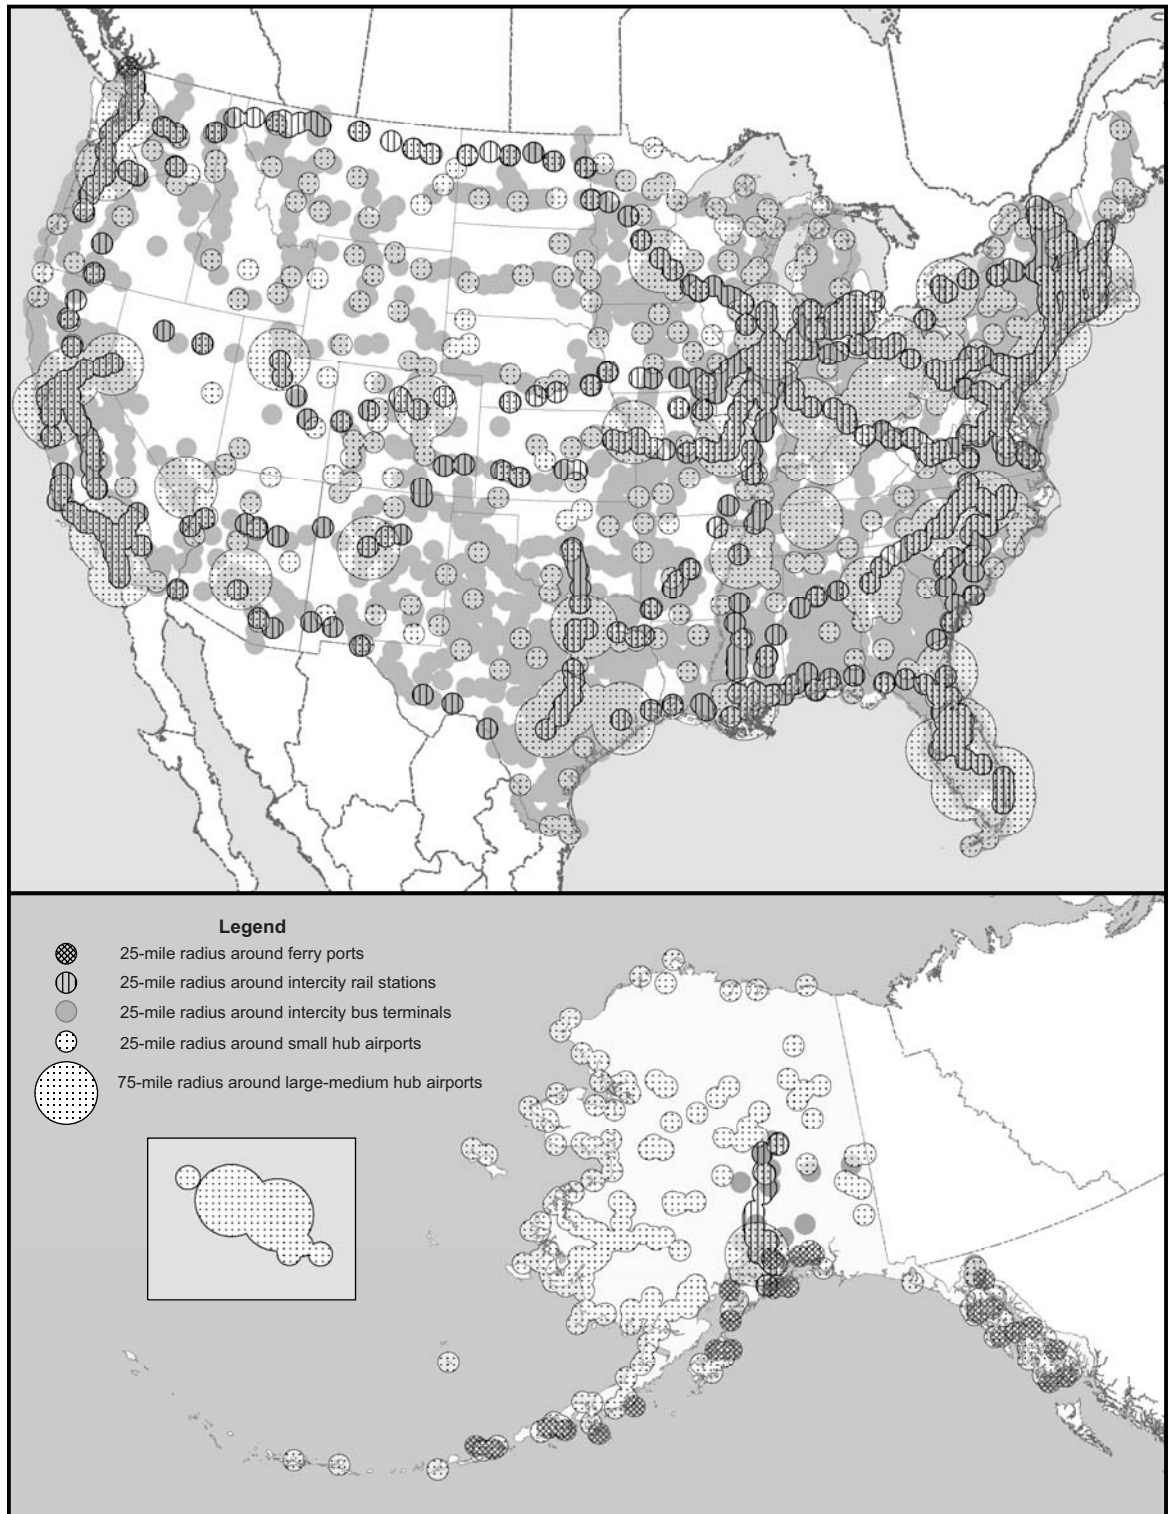 Legend
25-mile radius around ferry ports
25-mile radius around intercity rail stations
25-mile radius around intercity bus terminals
25-mile radius around small hub airports
75-mile radius around large-medium hub airports